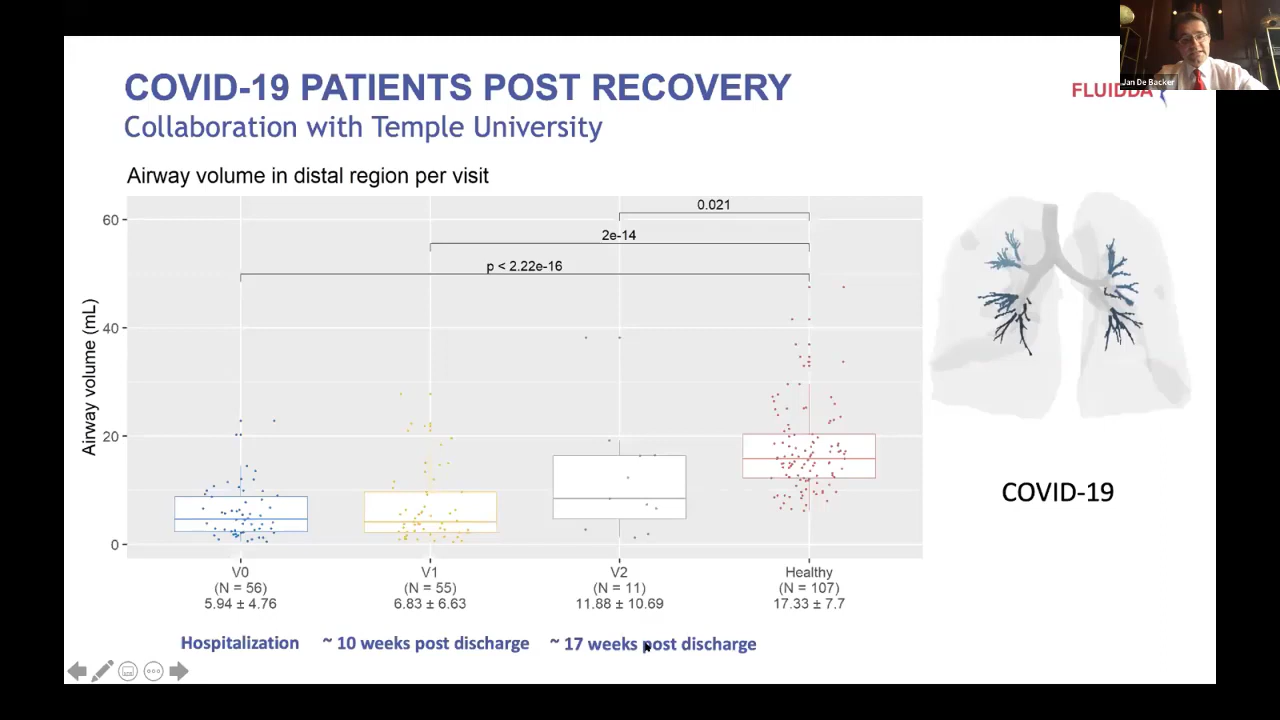 Jan De Backer
FLUIDDA
COVID-19 PATIENTS POST RECOVERY
Collaboration with Temple University
Airway volume in distal region per visit
Airway volume (mL)
60
40
20
0
0.021
2e-14
p < 2.22e-16
V0
(N = 56)
5.94 ± 4.76
V1
(N = 55)
6.83 ± 6.63
V2
(N = 11)
11.88 ± 10.69
Healthy
(N = 107)
17.33 ± 7.7
Hospitalization
~ 10 weeks post discharge
~ 17 weeks post discharge
COVID-19